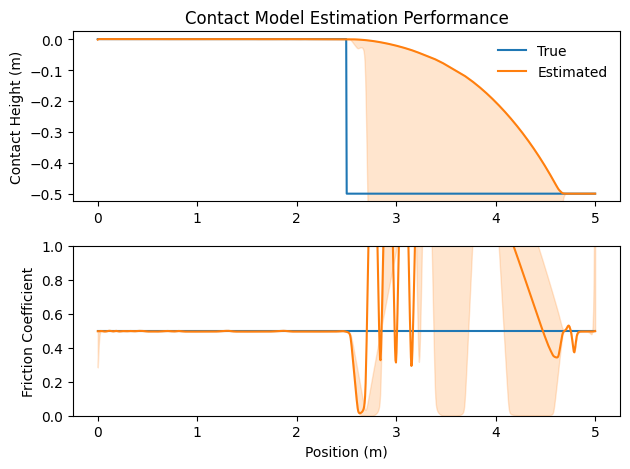 Contact Model Estimation Performance
Contact Height (m)
0.0
−0.1
−0.2
−0.3
−0.4
−0.5
True
Estimated
0 1 2 3 4 5
Friction Coefficient
1.0
0.8
0.6
0.4
0.2
0.0
0 1 2 3 4 5
Position (m)